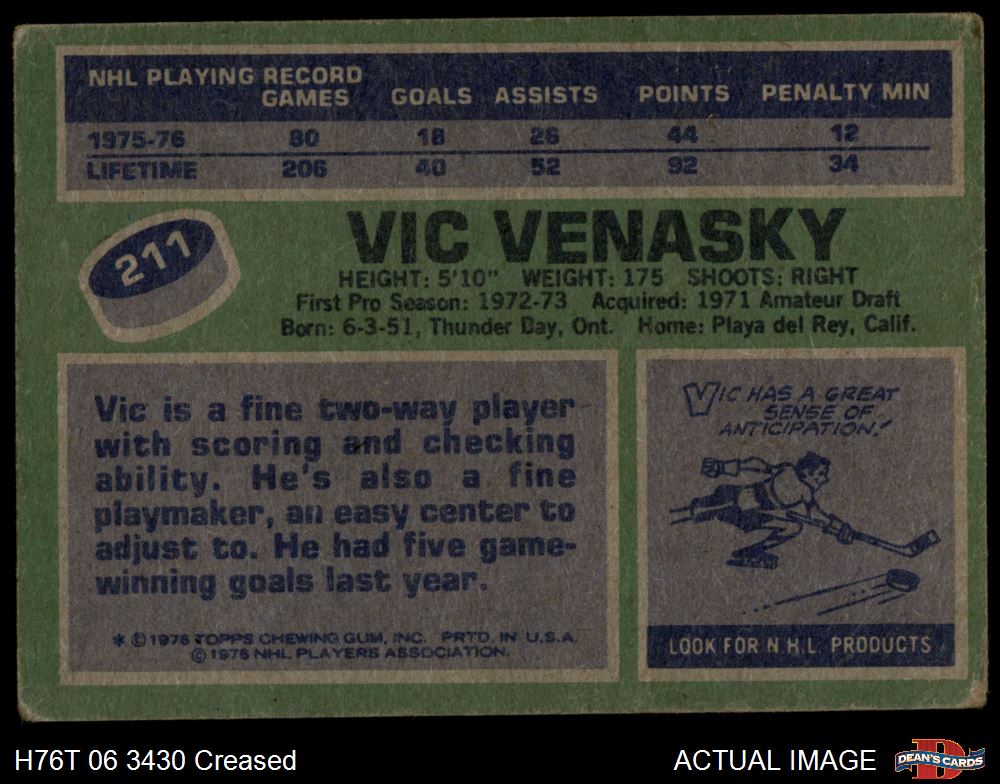 NHL PLAYING RECORD
GAMES GOALS ASSISTS POINTS PENALTY MIN
1975-76 80 18 26 44 12
LIFETIME 206 40 52 92 34
211
VIC VENASKY
HEIGHT: 5'10" WEIGHT: 175 SHOOTS: RIGHT
First Pro Season: 1972-73 Acquired: 1971 Amateur Draft
Born: 6-3-51, Thunder Bay, Ont. Home: Playa del Rey, Calif.
Vic is a fine two-way player
with scoring and checking
ability. He's also a fine
playmaker, an easy center to
adjust to. He had five game-
winning goals last year.
* © 1976 TOPPS CHEWING GUM, INC. PRTD. IN U.S.A.
© 1976 NHL PLAYERS ASSOCIATION.
VIC HAS A GREAT
SENSE OF
ANTICIPATION!
LOOK FOR N H.L PRODUCTS
H76T 06 3430 Creased
ACTUAL IMAGE
D
DEAN'S CARDS